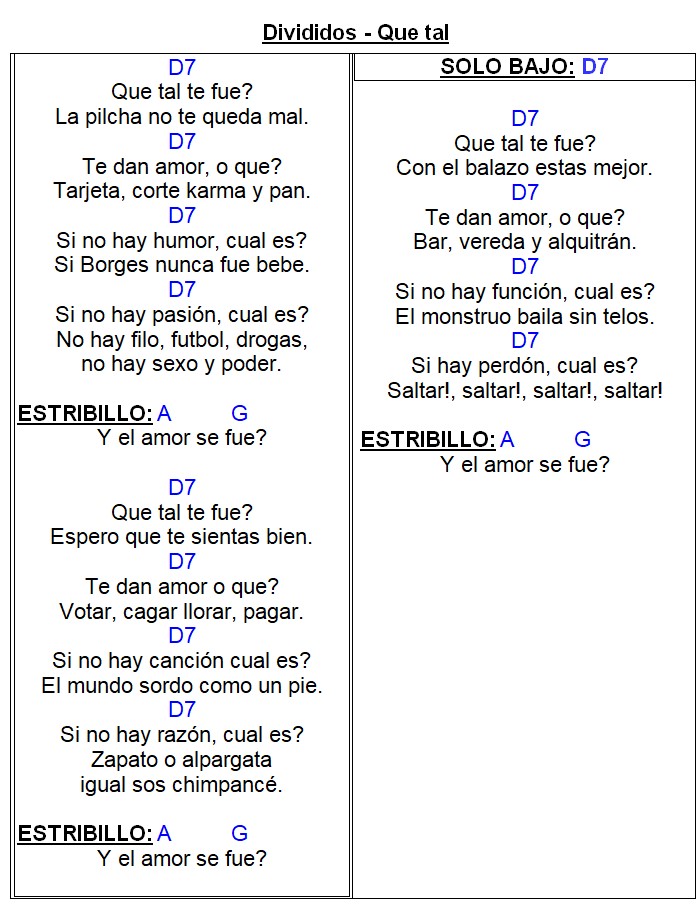 Divididos - Que tal
D7
Que tal te fue?
La pilcha no te queda mal.
D7
Te dan amor, o que?
Tarjeta, corte karma y pan.
D7
Si no hay humor, cual es?
Si Borges nunca fue bebe.
D7
Si no hay pasión, cual es?
No hay filo, futbol, drogas,
no hay sexo y poder.
ESTRIBILLO: A G
Y el amor se fue?
D7
Que tal te fue?
Espero que te sientas bien.
D7
Te dan amor o que?
Votar, cagar llorar, pagar.
D7
Si no hay canción cual es?
El mundo sordo como un pie.
D7
Si no hay razón, cual es?
Zapato o alpargata
igual sos chimpancé.
ESTRIBILLO: A G
Y el amor se fue?
SOLO BAJO: D7
D7
Que tal te fue?
Con el balazo estas mejor.
D7
Te dan amor, o que?
Bar, vereda y alquitrán.
D7
Si no hay función, cual es?
El monstruo baila sin telos.
D7
Si hay perdón, cual es?
Saltar!, saltar!, saltar!, saltar!
ESTRIBILLO: A G
Y el amor se fue?